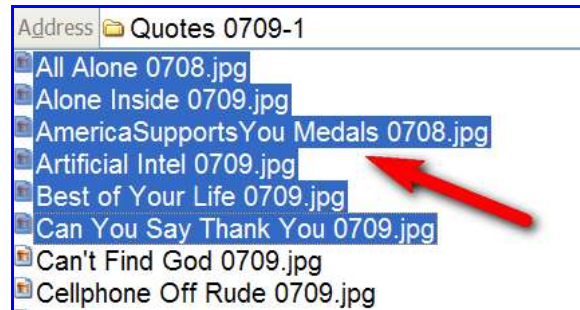 Address Quotes 0709-1
All Alone 0708.jpg
Alone Inside 0709.jpg
AmericaSupportsYou Medals 0708.jpg
Artificial Intel 0709.jpg
Best of Your Life 0709.jpg
Can You Say Thank You 0709.jpg
Can't Find God 0709.jpg
Cellphone Off Rude 0709.jpg